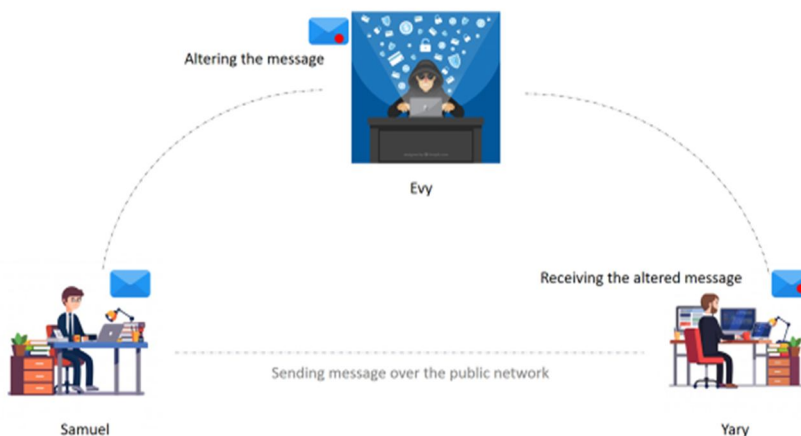 Altering the message
Evy
Receiving the altered message
Sending message over the public network
Samuel
Yary